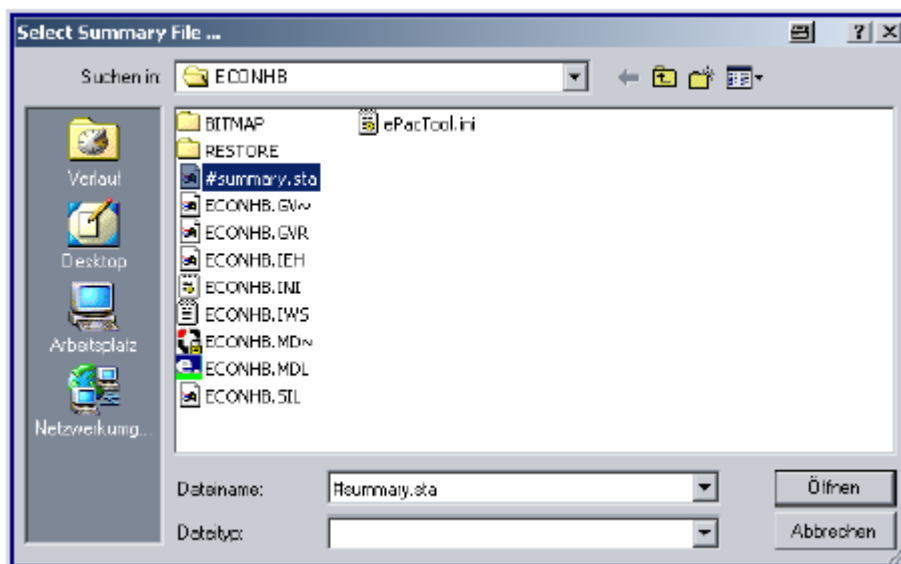 Select Summary File ...
Suchen in:
ECONHB
Verlauf
Desktop
Arbeitsplatz
Netzwerkumg...
BITMAP
RESTORE
#summary.sta
ECONHB.GV~
ECONHB.GVR
ECONHB.IEH
ECONHB.INI
ECONHB.IWS
ECONHB.MD~
ECONHB.MDL
ECONHB.SIL
ePacTool.ini
Dateiname:
#summary.sta
Öffnen
Dateityp:
Abbrechen